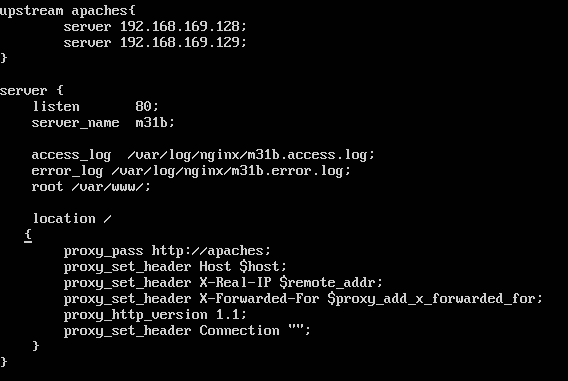 upstream apaches{
        server 192.168.169.128;
        server 192.168.169.129;
}

server {
    listen       80;
    server_name  m31b;

    access_log  /var/log/nginx/m31b.access.log;
    error_log /var/log/nginx/m31b.error.log;
    root /var/www/;

    location /
   {
        proxy_pass http://apaches;
        proxy_set_header Host $host;
        proxy_set_header X-Real-IP $remote_addr;
        proxy_set_header X-Forwarded-For $proxy_add_x_forwarded_for;
        proxy_http_version 1.1;
        proxy_set_header Connection "";
    }
}